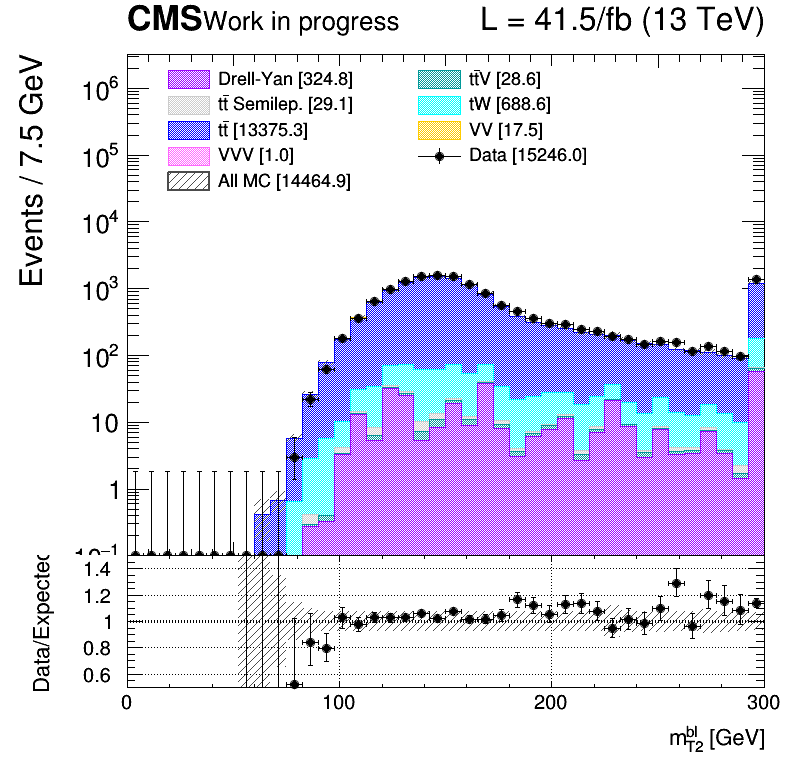 CMS Work in progress L = 41.5/fb (13 TeV)
Events / 7.5 GeV
Drell-Yan [324.8]
tt̄ Semilep. [29.1]
tt̄ [13375.3]
VVV [1.0]
All MC [14464.9]
tt̄V [28.6]
tW [688.6]
VV [17.5]
Data [15246.0]
10⁶
10⁵
10⁴
10³
10²
10
1
10⁻¹
Data/Expected
1.4
1.2
1
0.8
0.6
0 100 200 300
m_{T2}^{bl} [GeV]